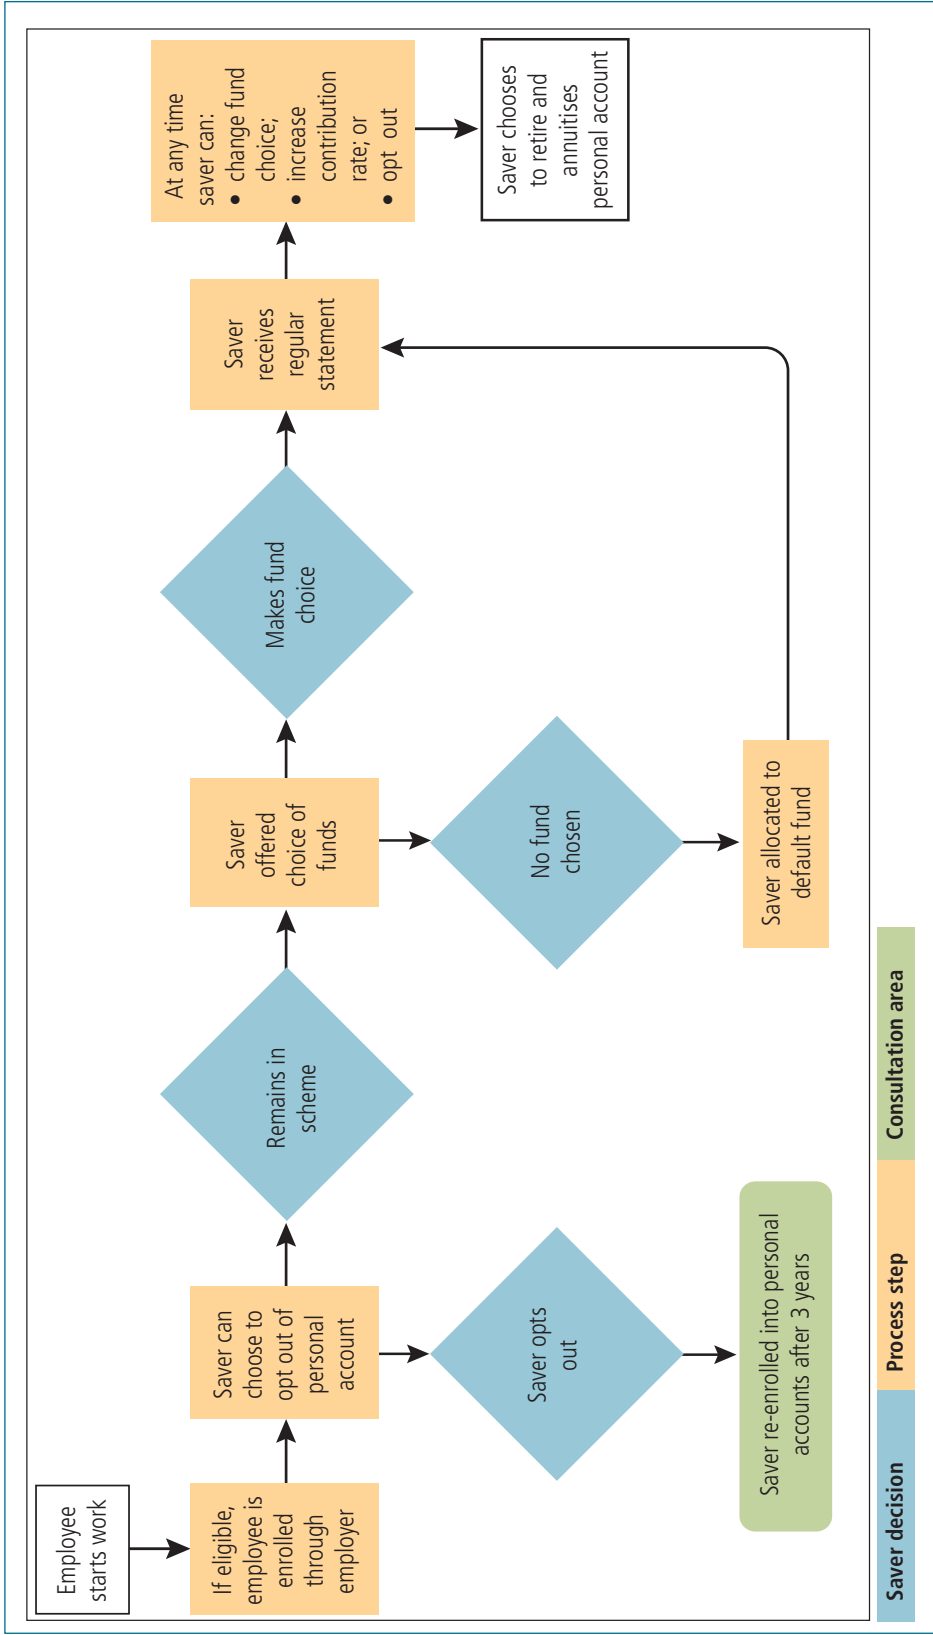 Employee
starts work
If eligible,
employee is
enrolled
through
employer
Saver can
choose to
opt out of
personal
account
Saver opts
out
Saver re-enrolled into personal
accounts after 3 years
Remains in
scheme
Saver
offered
choice of
funds
No fund
chosen
Saver allocated to
default fund
Makes fund
choice
Saver
receives
regular
statement
At any time
saver can:
• change fund
choice;
• increase
contribution
rate; or
• opt out
Saver chooses
to retire and
annuitises
personal account
Saver decision
Process step
Consultation area